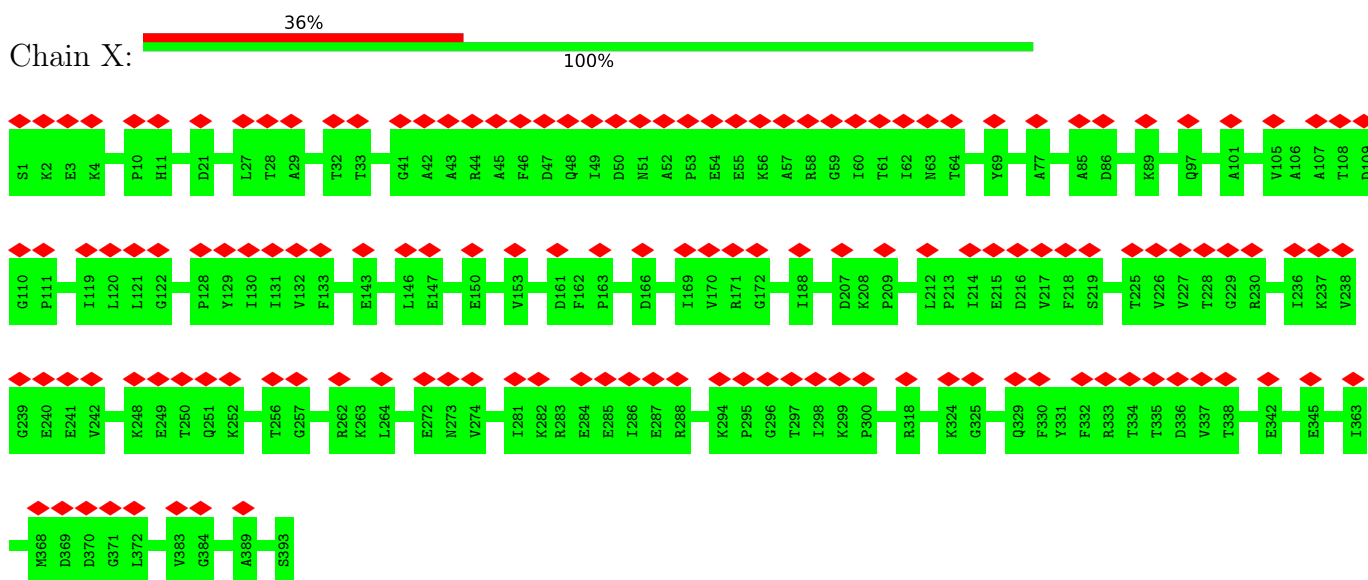 36%
Chain X:
100%
S1 K2 E3 K4 P10 H11 D21 L27 T28 A29 T32 T33 G41 A42 A43 R44 A45 F46 D47 Q48 I49 D50 N51 A52 P53 E54 E55 K56 A57 R58 G59 I60 T61 I62 N63 T64 Y69 A77 A85 D86 K89 Q97 A101 V105 A106 A107 T108 D109
G110 P111 I119 L120 L121 G122 P128 Y129 I130 I131 V132 F133 E143 L146 E147 E150 V153 D161 F162 P163 D166 I169 V170 R171 G172 I188 D207 K208 P209 L212 P213 I214 E215 D216 V217 F218 S219 T225 V226 V227 T228 G229 R230 I236 K237 V238
G239 E240 E241 V242 K248 E249 T250 Q251 K252 T256 G257 R262 K263 L264 E272 N273 V274 I281 K282 R283 E284 E285 I286 E287 R288 K294 P295 G296 T297 I298 K299 P300 R318 K324 G325 Q329 F330 Y331 F332 R333 T334 T335 D336 V337 T338 E342 E345 I363
M368 D369 D370 G371 L372 V383 G384 A389 S393